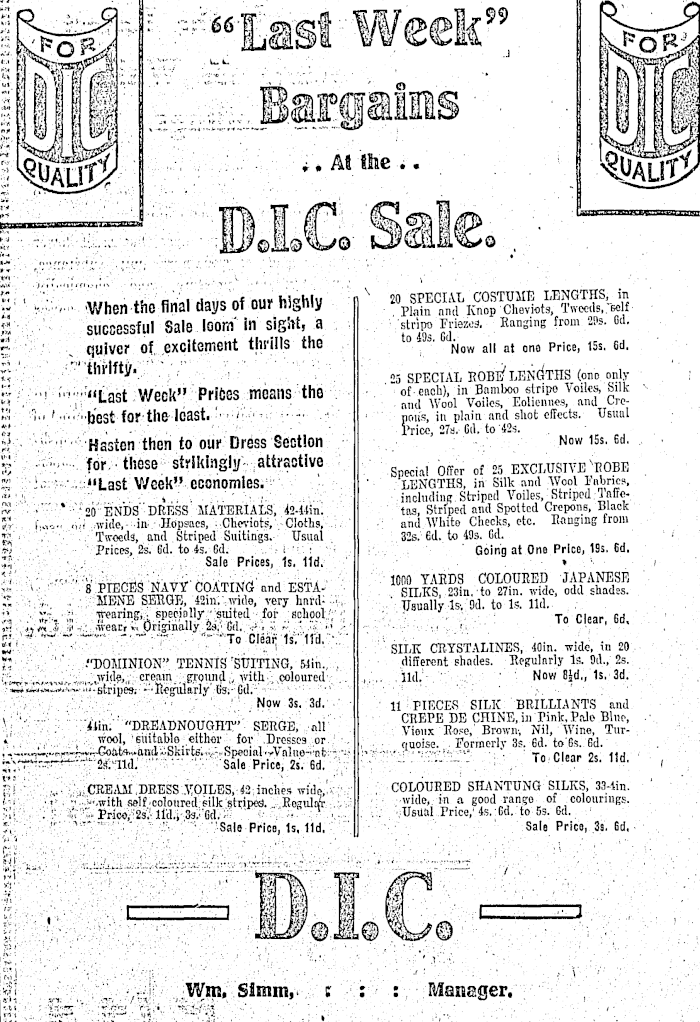 FOR
DIC
QUALITY
"Last Week"
Bargains
.. At the ..
D.I.C. Sale.
FOR
DIC
QUALITY
When the final days of our highly
successful Sale loom in sight, a
quiver of excitement thrills the
thrifty.
"Last Week" Prices means the
best for the least.
Hasten then to our Dress Section
for these strikingly attractive
"Last Week" economies.
20 ENDS DRESS MATERIALS, 42-44in.
wide, in Hopsacs, Cheviots, Cloths,
Tweeds, and Striped Suitings. Usual
Prices, 2s. 6d. to 4s. 6d.
Sale Prices, 1s. 11d.
8 PIECES NAVY COATING and ESTA-
MENE SERGE, 42in. wide, very hard-
wearing, specially suited for school
wear. Originally 2s. 6d.
To Clear 1s. 11d.
"DOMINION" TENNIS SUITING, 54in.
wide, cream ground with coloured
stripes. Regularly 6s. 6d.
Now 3s. 3d.
44in. "DREADNOUGHT" SERGE, all
wool, suitable either for Dresses or
Coats and Skirts. Special Value at
2s. 11d. Sale Price, 2s. 6d.
CREAM DRESS VOILES, 42 inches wide,
with self coloured silk stripes. Regular
Price, 2s. 11d., 3s. 6d.
Sale Price, 1s. 11d.
20 SPECIAL COSTUME LENGTHS, in
Plain and Knop Cheviots, Tweeds, self
stripe Friezes. Ranging from 29s. 6d.
to 49s. 6d.
Now all at one Price, 15s. 6d.
25 SPECIAL ROBE LENGTHS (one only
of each), in Bamboo stripe Voiles, Silk
and Wool Voiles, Eoliennes, and Cre-
pons, in plain and shot effects. Usual
Price, 27s. 6d. to 42s.
Now 15s. 6d.
Special Offer of 25 EXCLUSIVE ROBE
LENGTHS, in Silk and Wool Fabrics,
including Striped Voiles, Striped Taffe-
tas, Striped and Spotted Crepons, Black
and White Checks, etc. Ranging from
32s. 6d. to 49s. 6d.
Going at One Price, 19s. 6d.
1000 YARDS COLOURED JAPANESE
SILKS, 23in. to 27in. wide, odd shades.
Usually 1s. 9d. to 1s. 11d.
To Clear, 6d.
SILK CRYSTALINES, 40in. wide, in 20
different shades. Regularly 1s. 9d., 2s.
11d. Now 8½d., 1s. 3d.
11 PIECES SILK BRILLIANTS and
CREPE DE CHINE, in Pink, Pale Blue,
Vieux Rose, Brown, Nil, Wine, Tur-
quoise. Formerly 3s. 6d. to 6s. 6d.
To Clear 2s. 11d.
COLOURED SHANTUNG SILKS, 33-4in.
wide, in a good range of colourings.
Usual Price, 4s. 6d. to 5s. 6d.
Sale Price, 3s. 6d.
D.I.C.
Wm. Simm, : : : Manager.